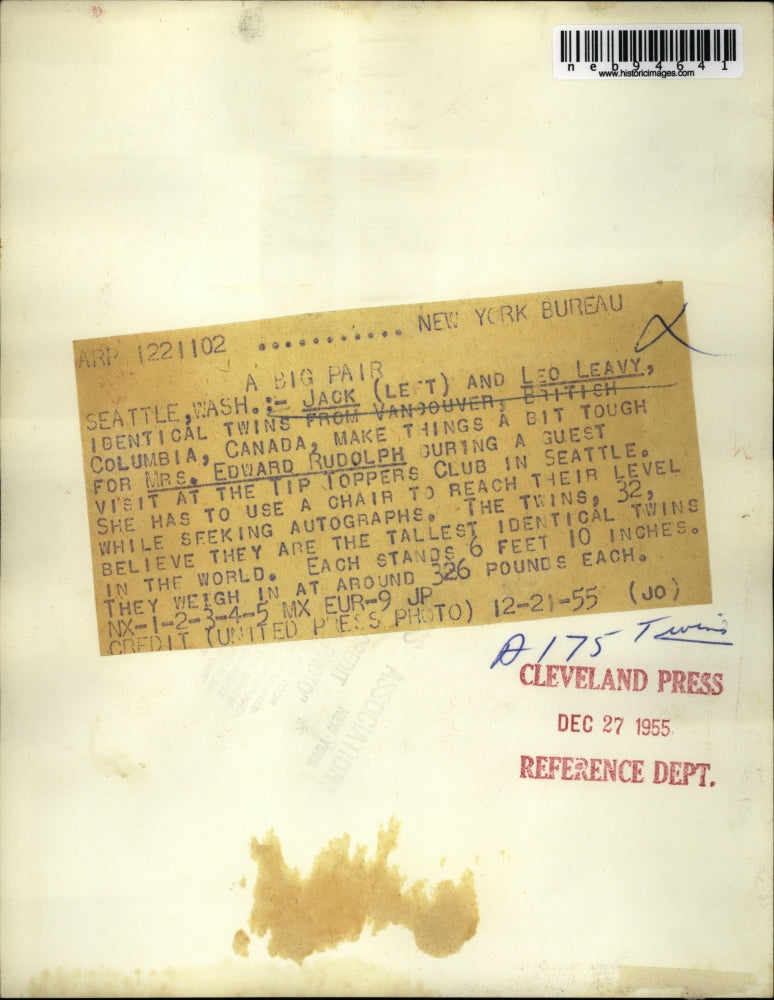 neb94641
www.historicimages.com
ARP 1221102 ........... NEW YORK BUREAU
A BIG PAIR
SEATTLE,WASH.:- JACK (LEFT) AND LEO LEAVY,
IDENTICAL TWINS FROM VANCOUVER, BRITISH
COLUMBIA, CANADA, MAKE THINGS A BIT TOUGH
FOR MRS. EDWARD RUDOLPH DURING A GUEST
VISIT AT THE TIP TOPPERS CLUB IN SEATTLE.
SHE HAS TO USE A CHAIR TO REACH THEIR LEVEL
WHILE SEEKING AUTOGRAPHS. THE TWINS, 32,
BELIEVE THEY ARE THE TALLEST IDENTICAL TWINS
IN THE WORLD. EACH STANDS 6 FEET 10 INCHES.
THEY WEIGH IN AT AROUND 326 POUNDS EACH.
NX-1-2-3-4-5 MX EUR-9 JP
CREDIT (UNITED PRESS PHOTO) 12-21-55 (JO)
A175 Twins
CLEVELAND PRESS
DEC 27 1955
REFERENCE DEPT.
ASSOCIATION
CREDIT
NEW YORK